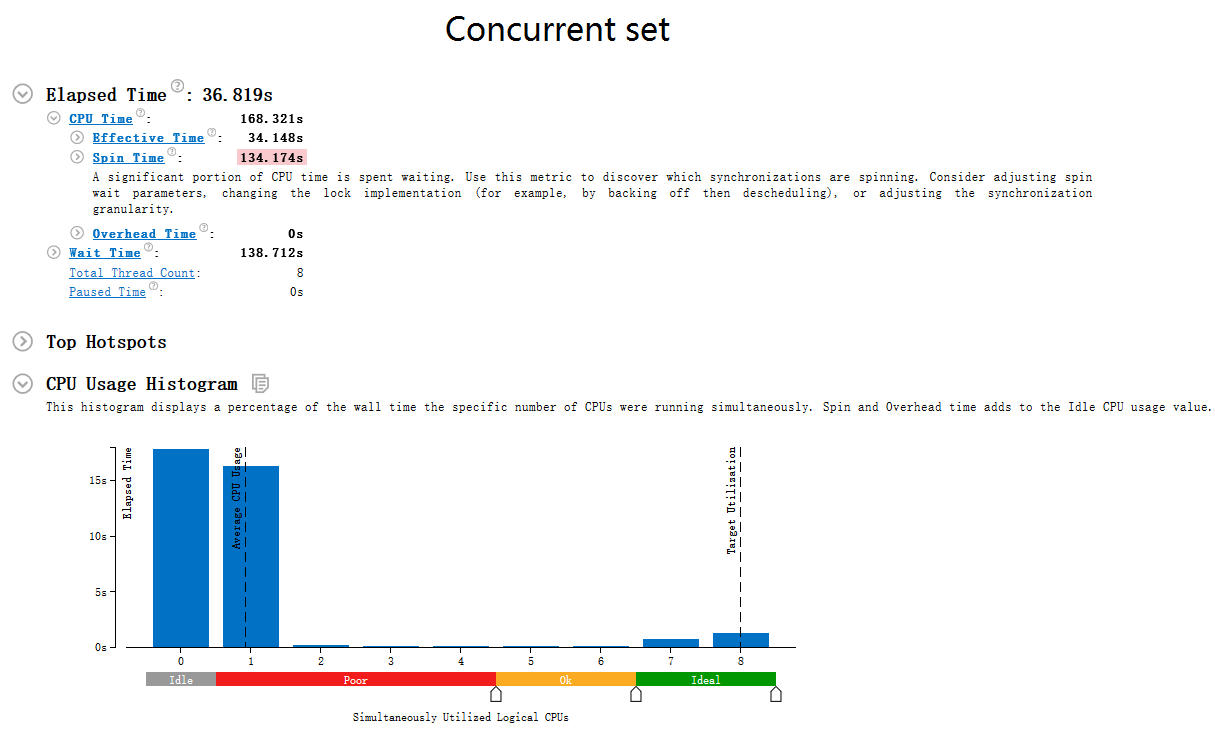 Concurrent set
Elapsed Time ?: 36.819s
CPU Time ?: 168.321s
Effective Time ?: 34.148s
Spin Time ?: 134.174s
A significant portion of CPU time is spent waiting. Use this metric to discover which synchronizations are spinning. Consider adjusting spin
wait parameters, changing the lock implementation (for example, by backing off then descheduling), or adjusting the synchronization
granularity.
Overhead Time ?: 0s
Wait Time ?: 138.712s
Total Thread Count: 8
Paused Time ?: 0s
Top Hotspots
CPU Usage Histogram
This histogram displays a percentage of the wall time the specific number of CPUs were running simultaneously. Spin and Overhead time adds to the Idle CPU usage value.
Elapsed Time
Average CPU Usage
Target Utilization
15s
10s
5s
0s
0 1 2 3 4 5 6 7 8
Idle Poor Ok Ideal
Simultaneously Utilized Logical CPUs